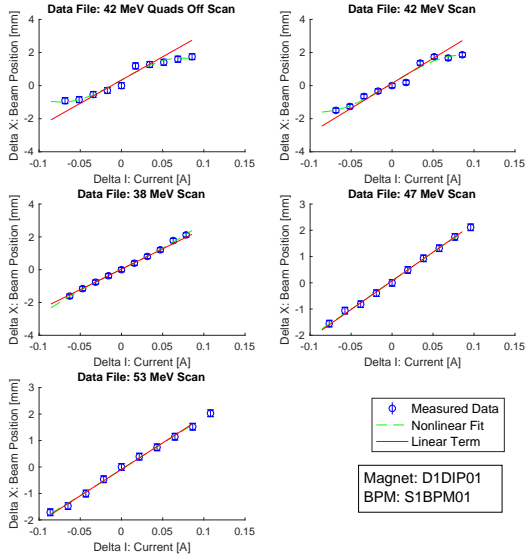 Data File: 42 MeV Quads Off Scan
Delta X: Beam Position [mm]
4
2
0
-2
-4
-0.1 -0.05 0 0.05 0.1 0.15
Delta I: Current [A]
Data File: 42 MeV Scan
Delta X: Beam Position [mm]
4
2
0
-2
-4
-0.1 -0.05 0 0.05 0.1 0.15
Delta I: Current [A]
Data File: 38 MeV Scan
Delta X: Beam Position [mm]
4
2
0
-2
-4
-0.1 -0.05 0 0.05 0.1 0.15
Delta I: Current [A]
Data File: 47 MeV Scan
Delta X: Beam Position [mm]
3
2
1
0
-1
-2
-0.1 -0.05 0 0.05 0.1 0.15
Delta I: Current [A]
Data File: 53 MeV Scan
Delta X: Beam Position [mm]
3
2
1
0
-1
-2
-0.1 -0.05 0 0.05 0.1 0.15
Delta I: Current [A]
Measured Data
Nonlinear Fit
Linear Term
Magnet: D1DIP01
BPM: S1BPM01